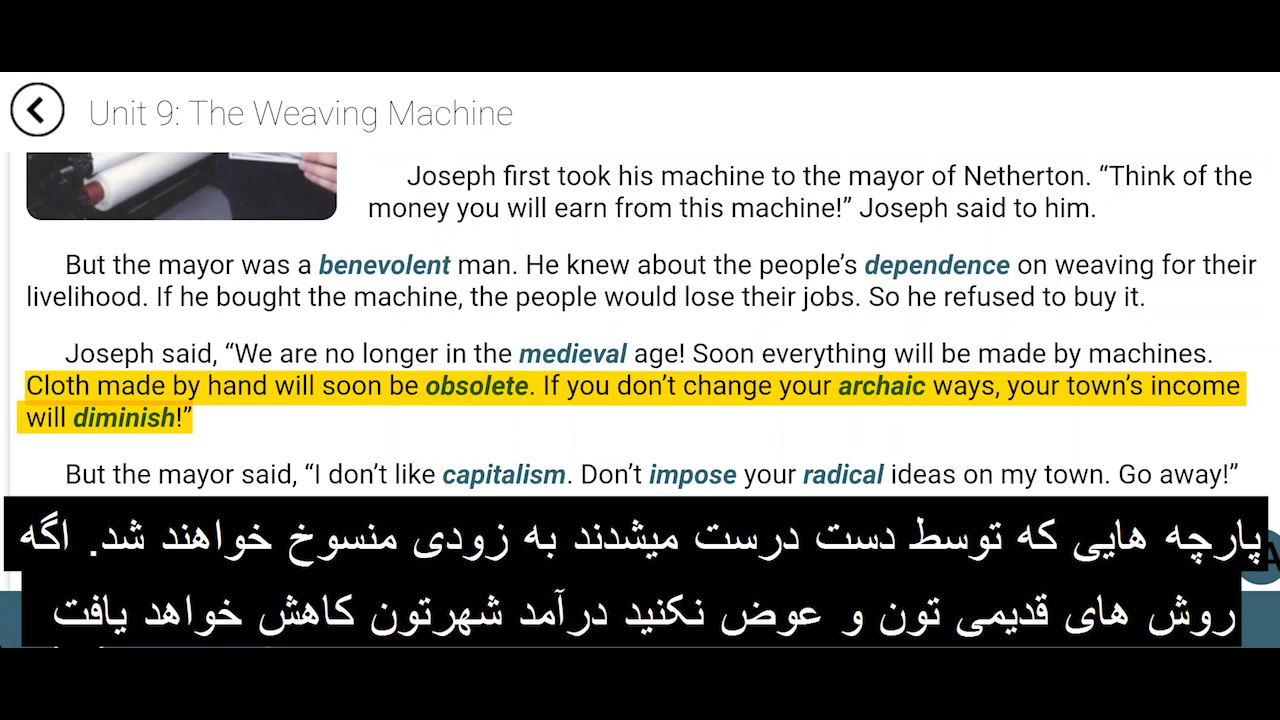 Unit 9: The Weaving Machine
Joseph first took his machine to the mayor of Netherton. “Think of the
money you will earn from this machine!” Joseph said to him.
But the mayor was a benevolent man. He knew about the people’s dependence on weaving for their
livelihood. If he bought the machine, the people would lose their jobs. So he refused to buy it.
Joseph said, “We are no longer in the medieval age! Soon everything will be made by machines.
Cloth made by hand will soon be obsolete. If you don’t change your archaic ways, your town’s income
will diminish!”
But the mayor said, “I don’t like capitalism. Don’t impose your radical ideas on my town. Go away!”
پارچه هایی که توسط دست درست میشدند به زودی منسوخ خواهند شد. اگه
روش های قدیمی تون و عوض نکنید درآمد شهرتون کاهش خواهد یافت